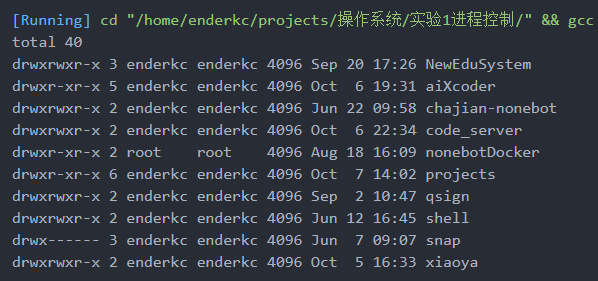 [Running] cd "/home/enderkc/projects/操作系统/实验1进程控制/" && gcc
total 40
drwxrwxr-x 3 enderkc enderkc 4096 Sep 20 17:26 NewEduSystem
drwxrwxr-x 5 enderkc enderkc 4096 Oct  6 19:31 aiXcoder
drwxrwxr-x 2 enderkc enderkc 4096 Jun 22 09:58 chajian-nonebot
drwxrwxr-x 2 enderkc enderkc 4096 Oct  6 22:34 code_server
drwxr-xr-x 2 root    root    4096 Aug 18 16:09 nonebotDocker
drwxr-xr-x 6 enderkc enderkc 4096 Oct  7 14:02 projects
drwxrwxr-x 2 enderkc enderkc 4096 Sep  2 10:47 qsign
drwxrwxr-x 2 enderkc enderkc 4096 Jun 12 16:45 shell
drwx------ 3 enderkc enderkc 4096 Jun  7 09:07 snap
drwxrwxr-x 2 enderkc enderkc 4096 Oct  5 16:33 xiaoya